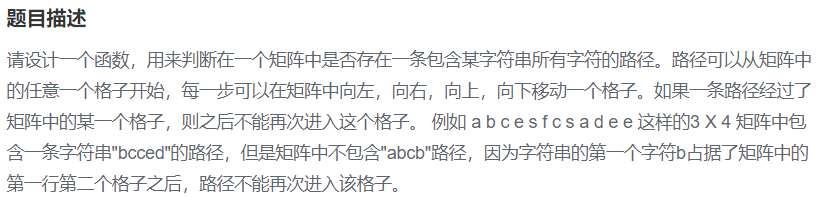 题目描述
请设计一个函数，用来判断在一个矩阵中是否存在一条包含某字符串所有字符的路径。路径可以从矩阵中
的任意一个格子开始，每一步可以在矩阵中向左，向右，向上，向下移动一个格子。如果一条路径经过了
矩阵中的某一个格子，则之后不能再次进入这个格子。 例如 a b c e s f c s a d e e 这样的3 X 4 矩阵中包
含一条字符串"bcced"的路径，但是矩阵中不包含"abcb"路径，因为字符串的第一个字符b占据了矩阵中的
第一行第二个格子之后，路径不能再次进入该格子。